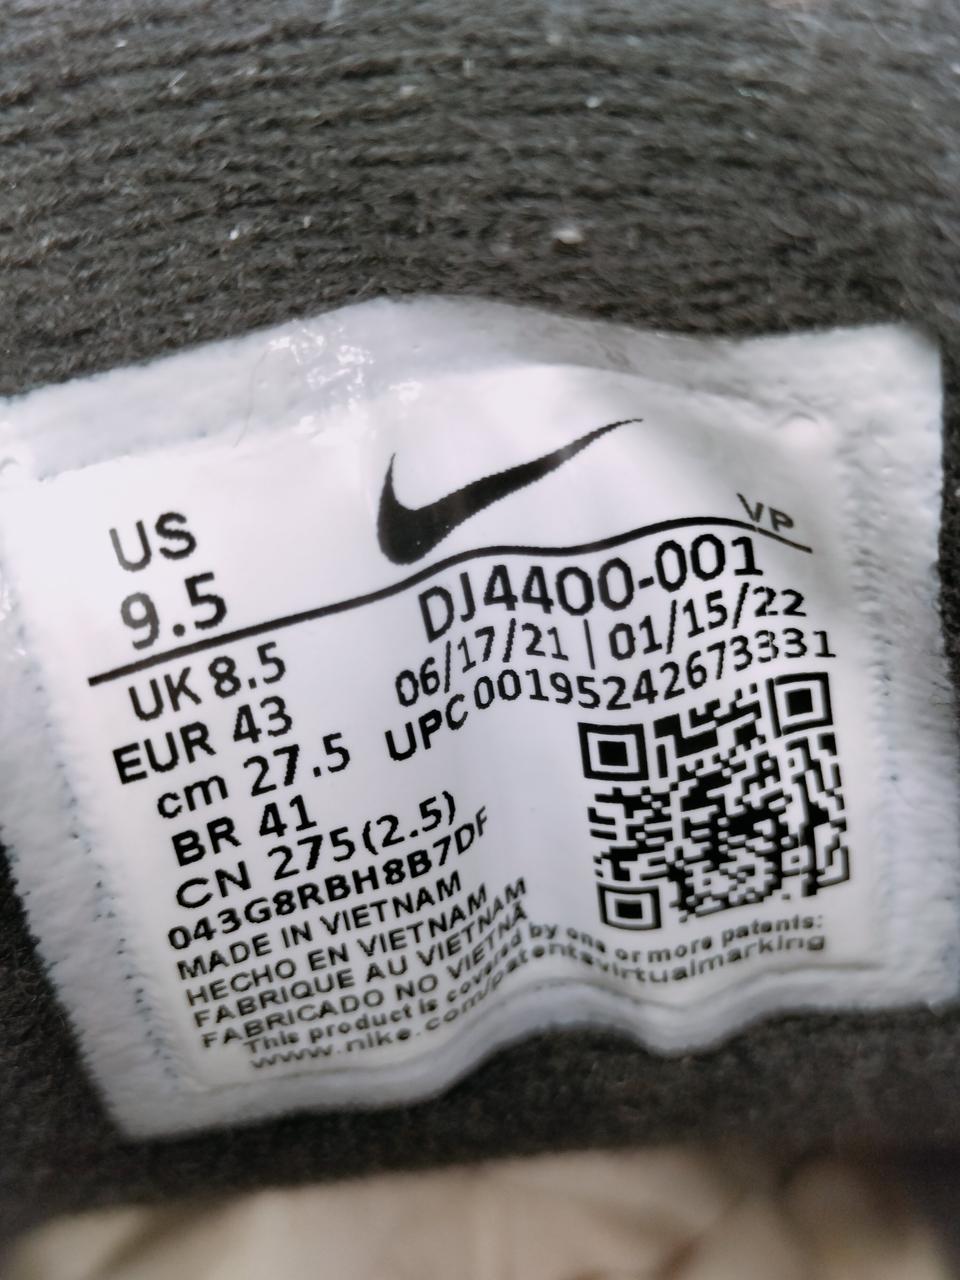 US
9.5
VP
DJ4400-001
06/17/21 | 01/15/22
UPC 00195242673331
UK 8.5
EUR 43
cm 27.5
BR 41
CN 275(2.5)
043G8RBH8B7DF
MADE IN VIETNAM
HECHO EN VIETNAM
FABRIQUE AU VIETNAM
FABRICADO NO VIETNÃ
This product is covered by one or more patents:
www.nike.com/patentsvirtualmarking